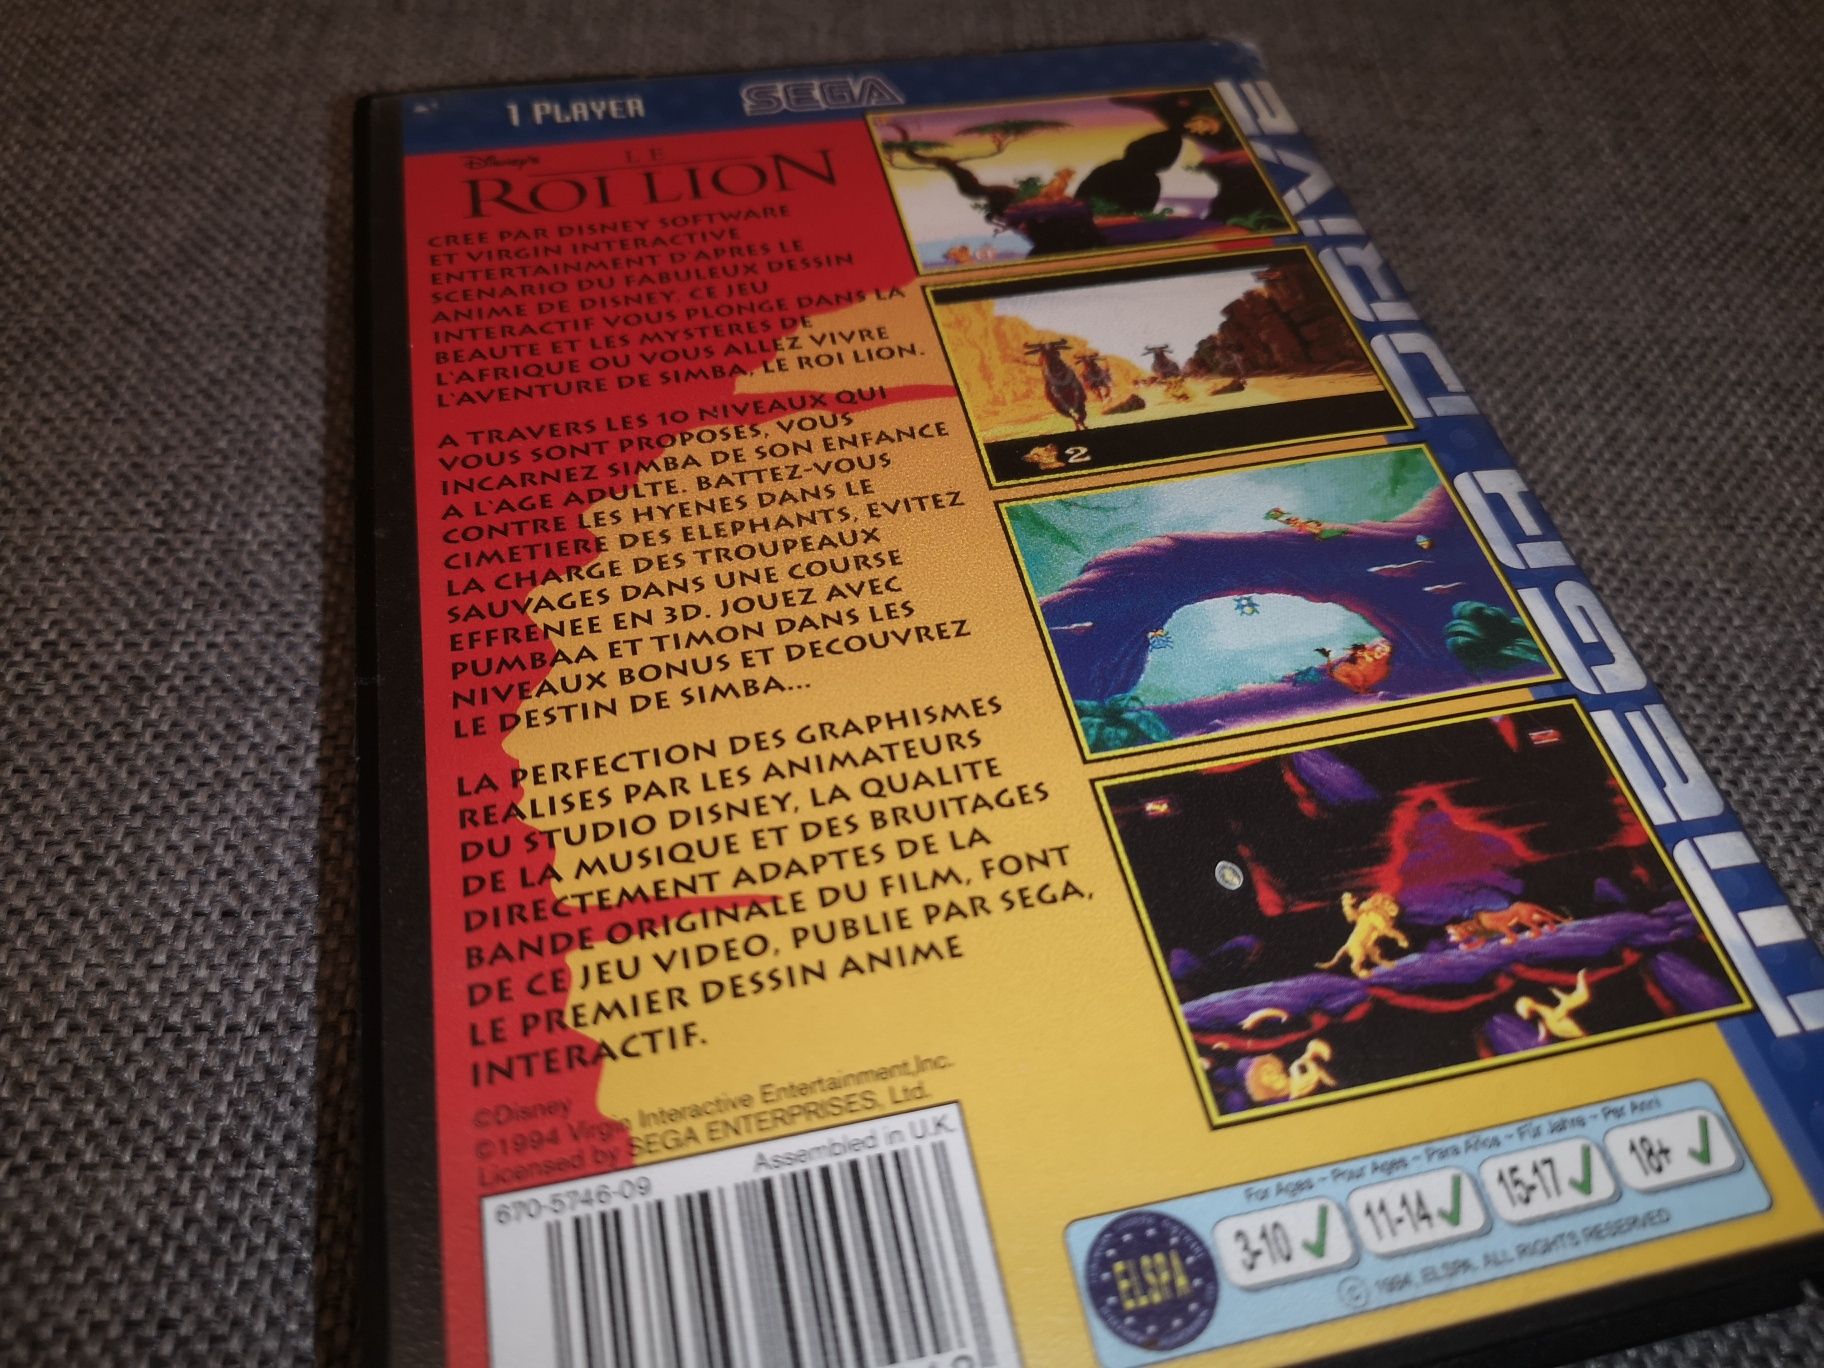 1 PLAYER
SEGA
Disney's
LE
ROI LION
CREE PAR DISNEY SOFTWARE
ET VIRGIN INTERACTIVE
ENTERTAINMENT D'APRES LE
SCENARIO DU FABULEUX DESSIN
ANIME DE DISNEY, CE JEU
INTERACTIF VOUS PLONGE DANS LA
BEAUTE ET LES MYSTERES DE
L'AFRIQUE OU VOUS ALLEZ VIVRE
L'AVENTURE DE SIMBA, LE ROI LION.
A TRAVERS LES 10 NIVEAUX QUI
VOUS SONT PROPOSES, VOUS
INCARNEZ SIMBA DE SON ENFANCE
A L'AGE ADULTE. BATTEZ-VOUS
CONTRE LES HYENES DANS LE
CIMETIERE DES ELEPHANTS, EVITEZ
LA CHARGE DES TROUPEAUX
SAUVAGES DANS UNE COURSE
EFFRENEE EN 3D. JOUEZ AVEC
PUMBAA ET TIMON DANS LES
NIVEAUX BONUS ET DECOUVREZ
LE DESTIN DE SIMBA...
LA PERFECTION DES GRAPHISMES
REALISES PAR LES ANIMATEURS
DU STUDIO DISNEY, LA QUALITE
DE LA MUSIQUE ET DES BRUITAGES
DIRECTEMENT ADAPTES DE LA
BANDE ORIGINALE DU FILM, FONT
DE CE JEU VIDEO, PUBLIE PAR SEGA,
LE PREMIER DESSIN ANIME
INTERACTIF.
©Disney
©1994 Virgin Interactive Entertainment,Inc.
Licensed by SEGA ENTERPRISES, Ltd.
Assembled in U.K.
670-5746-09
2
MEGA DRIVE
For Ages - Pour Ages - Para Años - Für Jahre - Per Anni
3-10 ✓ 11-14 ✓ 15-17 ✓ 18+ ✓
ELSPA
© 1994, ELSPA. ALL RIGHTS RESERVED